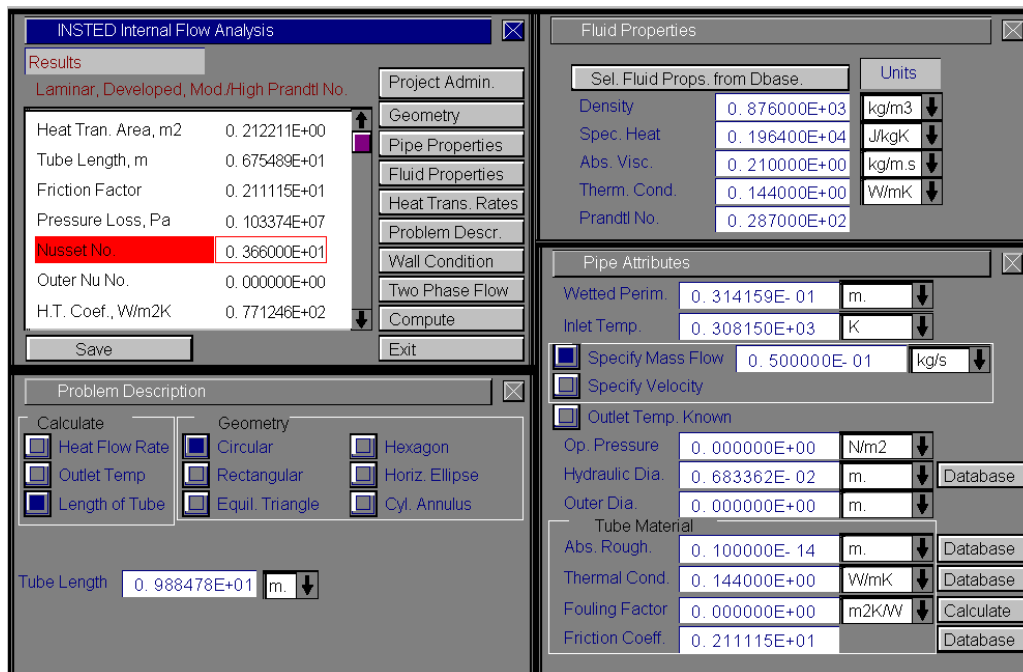 INSTED Internal Flow Analysis
Results
Laminar, Developed, Mod./High Prandtl No.
Heat Tran. Area, m2 0. 212211E+00
Tube Length, m 0. 675489E+01
Friction Factor 0. 211115E+01
Pressure Loss, Pa 0. 103374E+07
Nusset No. 0. 366000E+01
Outer Nu No. 0. 000000E+00
H.T. Coef., W/m2K 0. 771246E+02
Save
Project Admin.
Geometry
Pipe Properties
Fluid Properties
Heat Trans. Rates
Problem Descr.
Wall Condition
Two Phase Flow
Compute
Exit
Fluid Properties
Sel. Fluid Props. from Dbase. Units
Density 0. 876000E+03 kg/m3
Spec. Heat 0. 196400E+04 J/kgK
Abs. Visc. 0. 210000E+00 kg/m.s
Therm. Cond. 0. 144000E+00 W/mK
Prandtl No. 0. 287000E+02
Problem Description
Calculate Geometry
Heat Flow Rate Circular Hexagon
Outlet Temp Rectangular Horiz. Ellipse
Length of Tube Equil. Triangle Cyl. Annulus
Tube Length 0. 988478E+01 m.
Pipe Attributes
Wetted Perim. 0. 314159E- 01 m.
Inlet Temp. 0. 308150E+03 K
Specify Mass Flow 0. 500000E- 01 kg/s
Specify Velocity
Outlet Temp. Known
Op. Pressure 0. 000000E+00 N/m2
Hydraulic Dia. 0. 683362E- 02 m. Database
Outer Dia. 0. 000000E+00 m.
Tube Material
Abs. Rough. 0. 100000E- 14 m. Database
Thermal Cond. 0. 144000E+00 W/mK Database
Fouling Factor 0. 000000E+00 m2K/W Calculate
Friction Coeff. 0. 211115E+01 Database